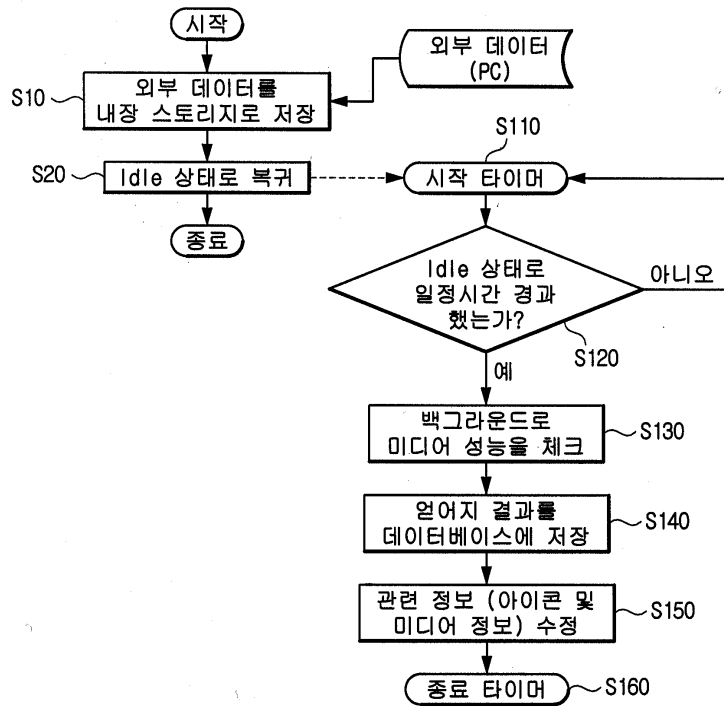 시작
외부 데이터
(PC)
S10
외부 데이터를
내장 스토리지로 저장
S110
S20
Idle 상태로 복귀
시작 타이머
종료
Idle 상태로
일정시간 경과
했는가?
아니오
S120
예
백그라운드로
미디어 성능을 체크
S130
얻어지 결과를
데이터베이스에 저장
S140
관련 정보 (아이콘 및
미디어 정보) 수정
S150
종료 타이머
S160